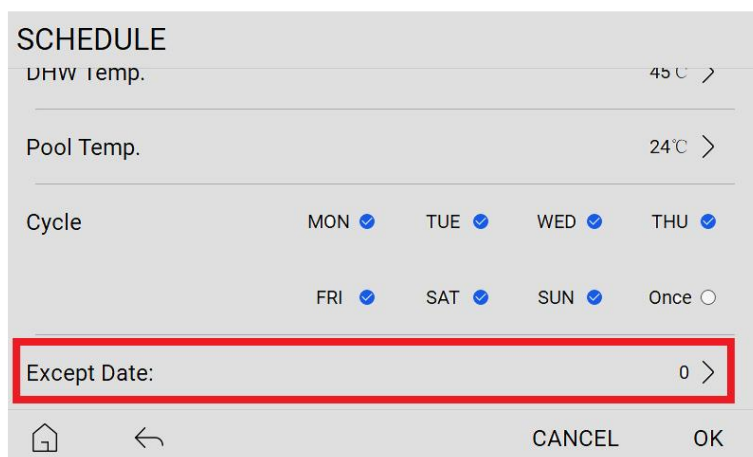 SCHEDULE
DHW Temp. 45℃
Pool Temp. 24℃
Cycle MON TUE WED THU
FRI SAT SUN Once
Except Date: 0
CANCEL OK